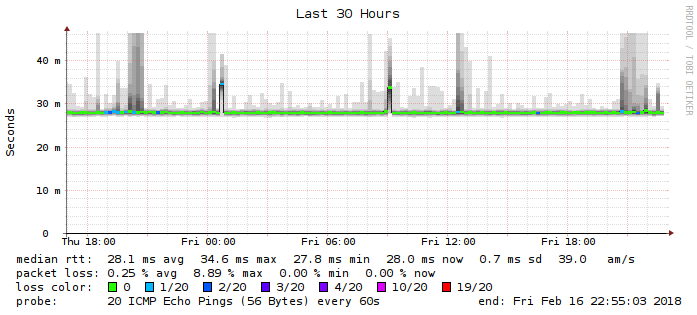 Last 30 Hours
RRDTOOL / TOBI OETIKER
Seconds
40 m
30 m
20 m
10 m
0
Thu 18:00 Fri 00:00 Fri 06:00 Fri 12:00 Fri 18:00
median rtt: 28.1 ms avg 34.6 ms max 27.8 ms min 28.0 ms now 0.7 ms sd 39.0 am/s
packet loss: 0.25 % avg 8.89 % max 0.00 % min 0.00 % now
loss color: 0 1/20 2/20 3/20 4/20 10/20 19/20
probe: 20 ICMP Echo Pings (56 Bytes) every 60s end: Fri Feb 16 22:55:03 2018